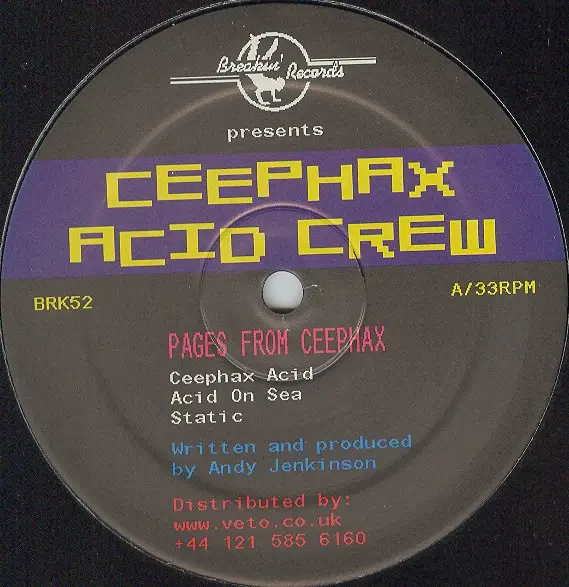 Breakin' Records
presents
CEEPHAX
ACID CREW
BRK52
A/33RPM
PAGES FROM CEEPHAX
Ceephax Acid
Acid On Sea
Static
Written and produced
by Andy Jenkinson
Distributed by:
www.veto.co.uk
+44 121 585 6160